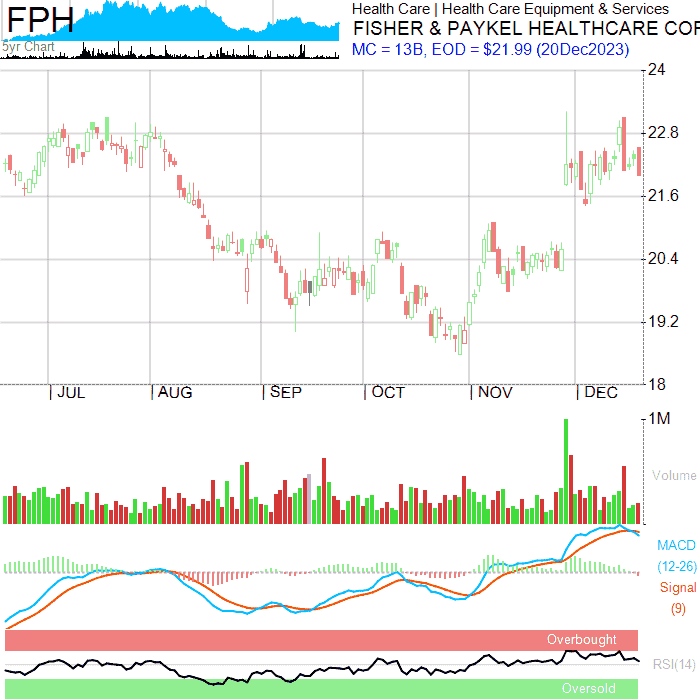 FPH
5yr Chart
Health Care | Health Care Equipment & Services
FISHER & PAYKEL HEALTHCARE COR
MC = 13B, EOD = $21.99 (20Dec2023)
24
22.8
21.6
20.4
19.2
18
JUL
AUG
SEP
OCT
NOV
DEC
1M
Volume
MACD
(12-26)
Signal
(9)
Overbought
RSI(14)
Oversold